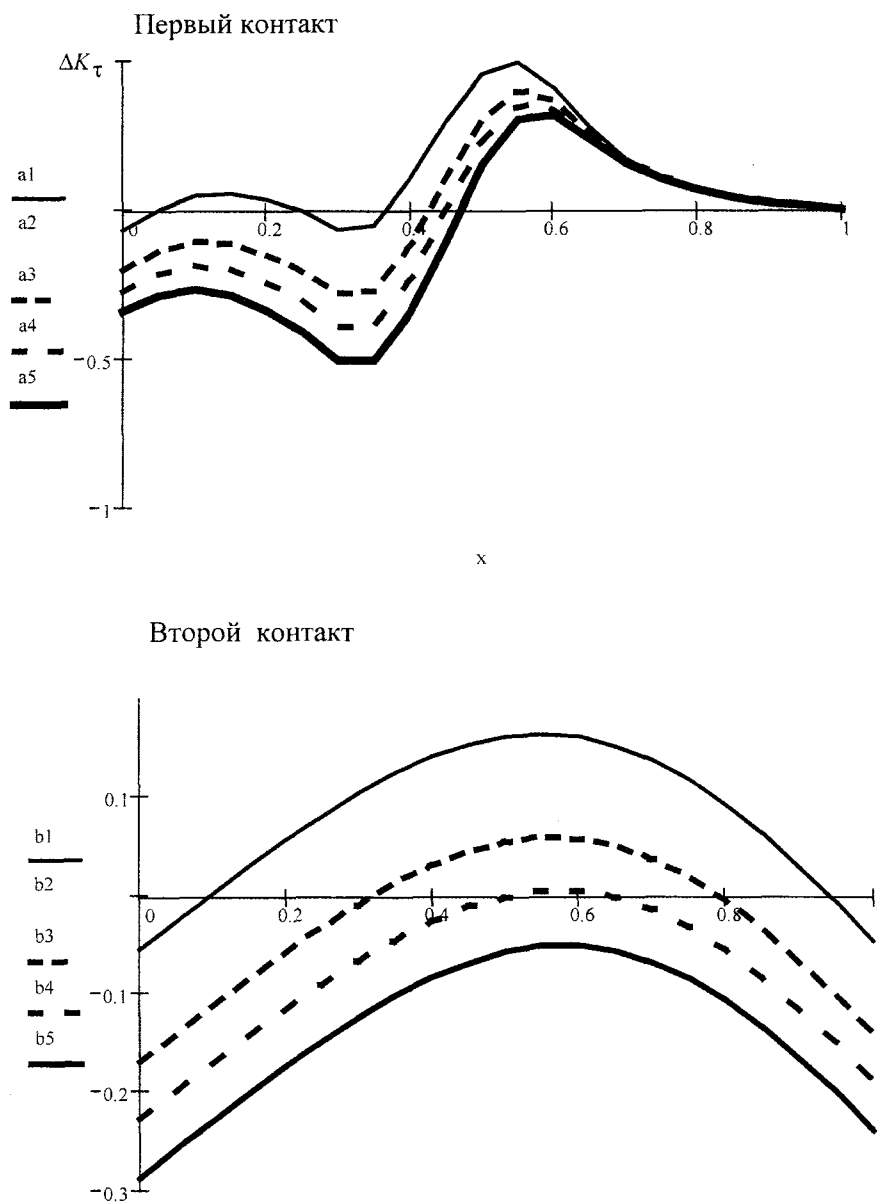 Первый контакт
ΔK τ
a1
a2
a3
a4
a5
0
0.2
0.4
0.6
0.8
1
−0.5
−1
x
Второй контакт
0.1
b1
b2
b3
b4
b5
0
0.2
0.4
0.6
0.8
−0.1
−0.2
−0.3